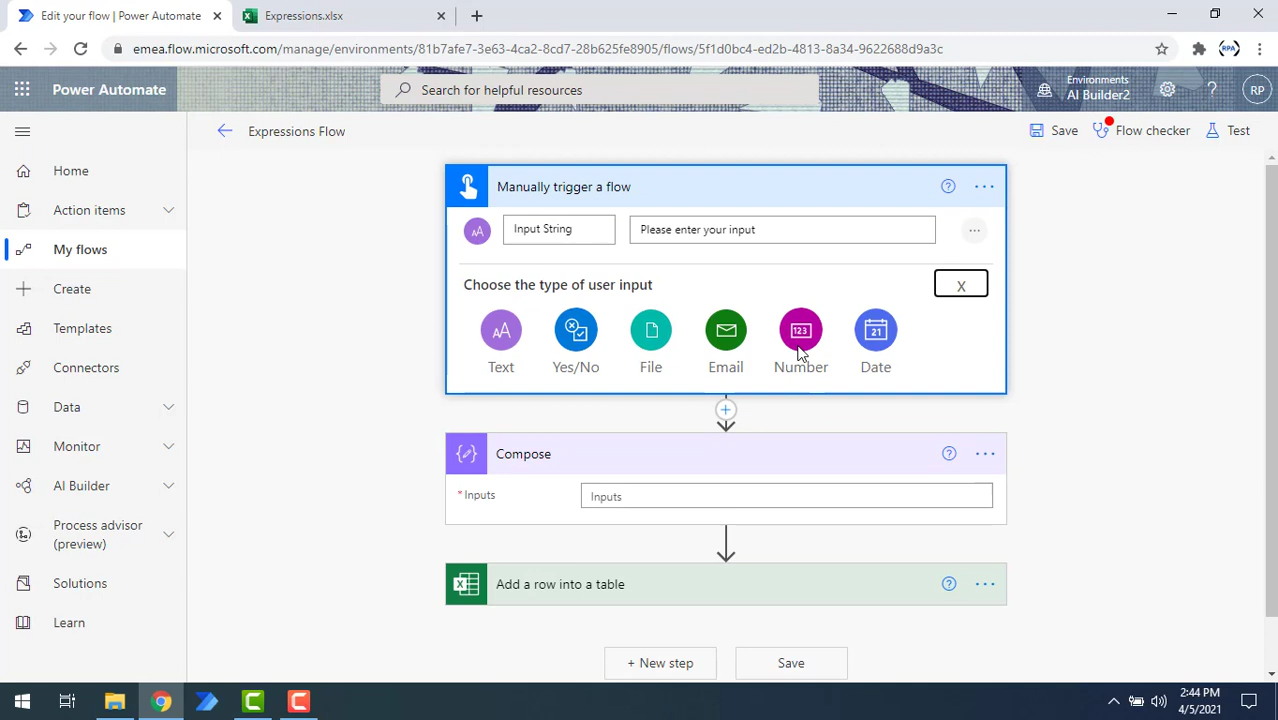 Edit your flow | Power Automate
Expressions.xlsx
emea.flow.microsoft.com/manage/environments/81b7afe7-3e63-4ca2-8cd7-28b625fe8905/flows/5f1d0bc4-ed2b-4813-8a34-9622688d9a3c
RPA
Power Automate
Search for helpful resources
Environments
AI Builder2
?
RP
Expressions Flow
Save
Flow checker
Test
Home
Action items
My flows
Create
Templates
Connectors
Data
Monitor
AI Builder
Process advisor
(preview)
Solutions
Learn
Manually trigger a flow
?
AA
Input String
Please enter your input
Choose the type of user input
X
AA
123
21
Text
Yes/No
File
Email
Number
Date
Compose
?
* Inputs
Inputs
Add a row into a table
?
+ New step
Save
2:44 PM
4/5/2021